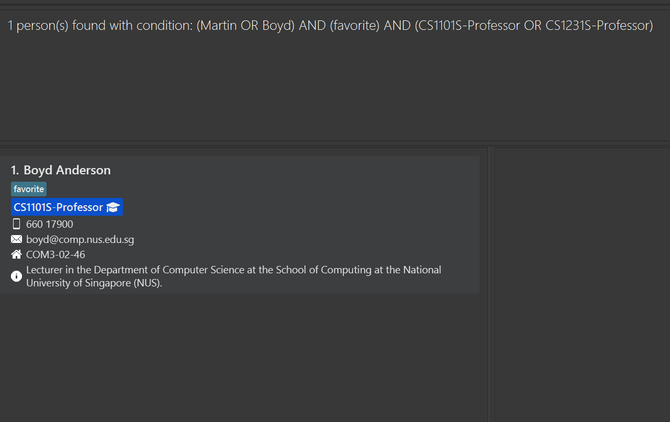 1 person(s) found with condition: (Martin OR Boyd) AND (favorite) AND (CS1101S-Professor OR CS1231S-Professor)
1. Boyd Anderson
favorite
CS1101S-Professor
660 17900
boyd@comp.nus.edu.sg
COM3-02-46
Lecturer in the Department of Computer Science at the School of Computing at the National
University of Singapore (NUS).